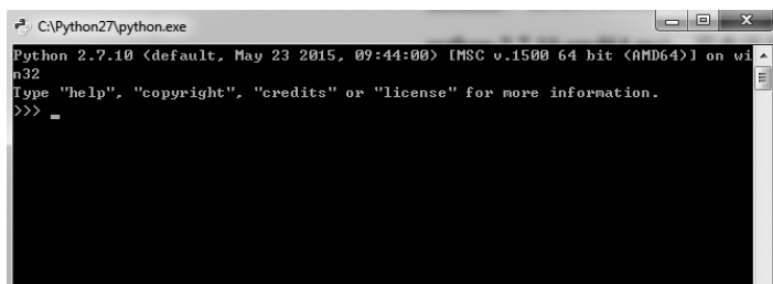 C:\Python27\python.exe
Python 2.7.10 (default, May 23 2015, 09:44:00) [MSC v.1500 64 bit (AMD64)] on wi
n32
Type "help", "copyright", "credits" or "license" for more information.
>>> _